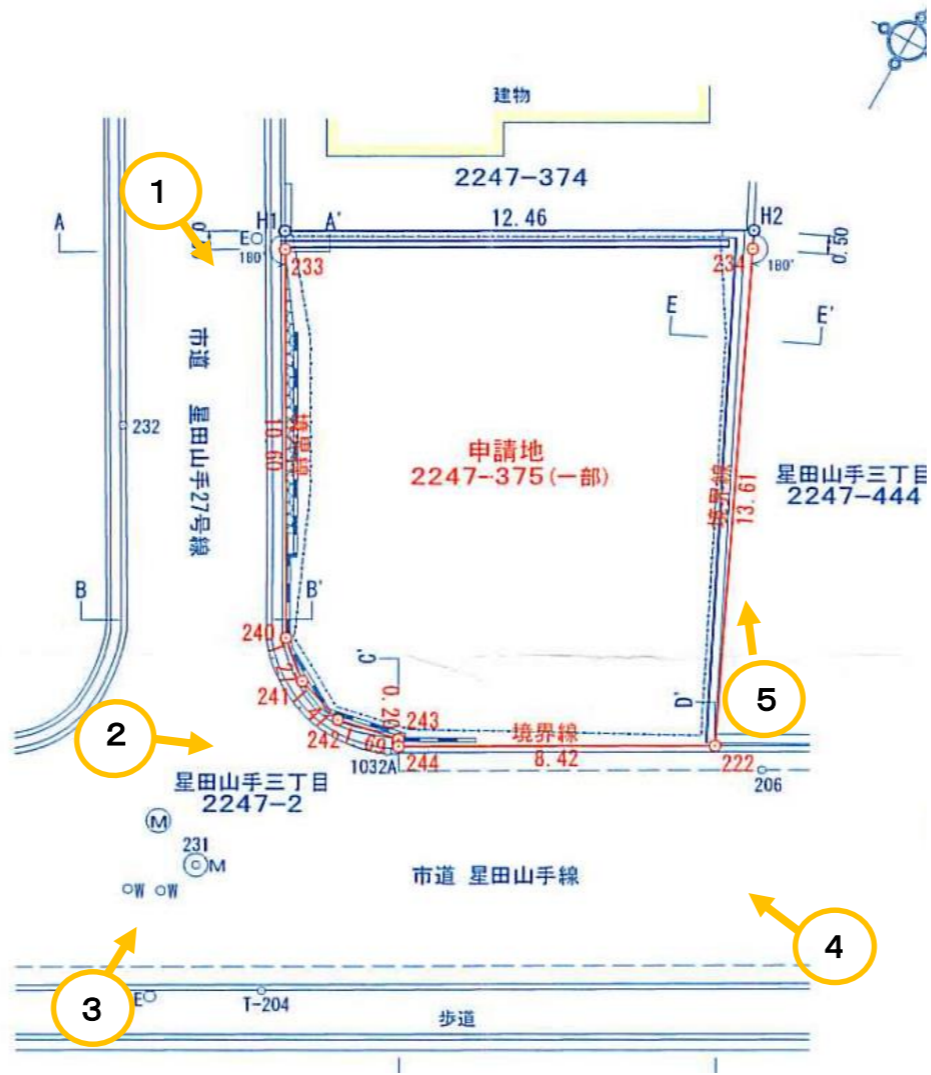 建物
2247-374
1
A
H1
A'
12.46
H2
E
180°
233
234
180°
0.50
E
E'
市道 星田山手27号線
232
10.60
境界線
申請地
2247-375(一部)
境界線
13.61
星田山手三丁目
2247-444
B
B'
240
C'
241
242
243
244
1032A
境界線
8.42
D'
5
222
206
2
星田山手三丁目
2247-2
M
231
M
W
W
市道 星田山手線
4
3
E
T-204
歩道